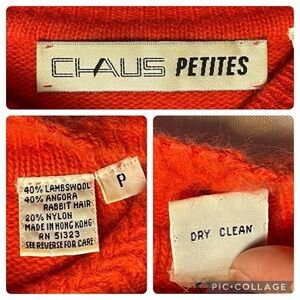 CHAUS PETITES
40% LAMBSWOOL
40% ANGORA
RABBIT HAIR
20% NYLON
MADE IN HONG KONG
RN 51323
SEE REVERSE FOR CARE
P
DRY CLEAN
PIC•COLLAGE